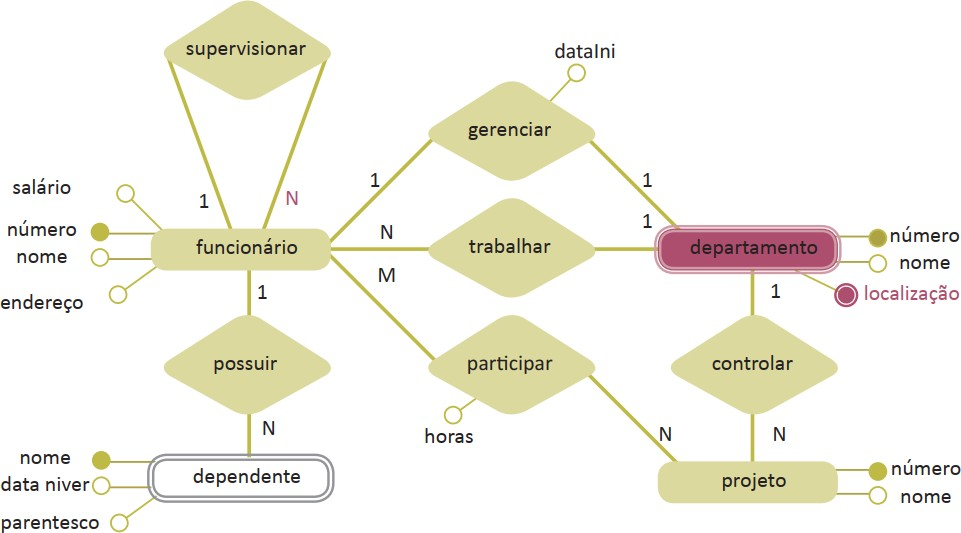 supervisionar
dataIni
gerenciar
salário
1
N
1
1
número
N
1
funcionário
trabalhar
departamento
número
nome
nome
M
endereço
1
1
localização
possuir
participar
controlar
horas
N
N
N
nome
data niver
dependente
projeto
número
nome
parentesco